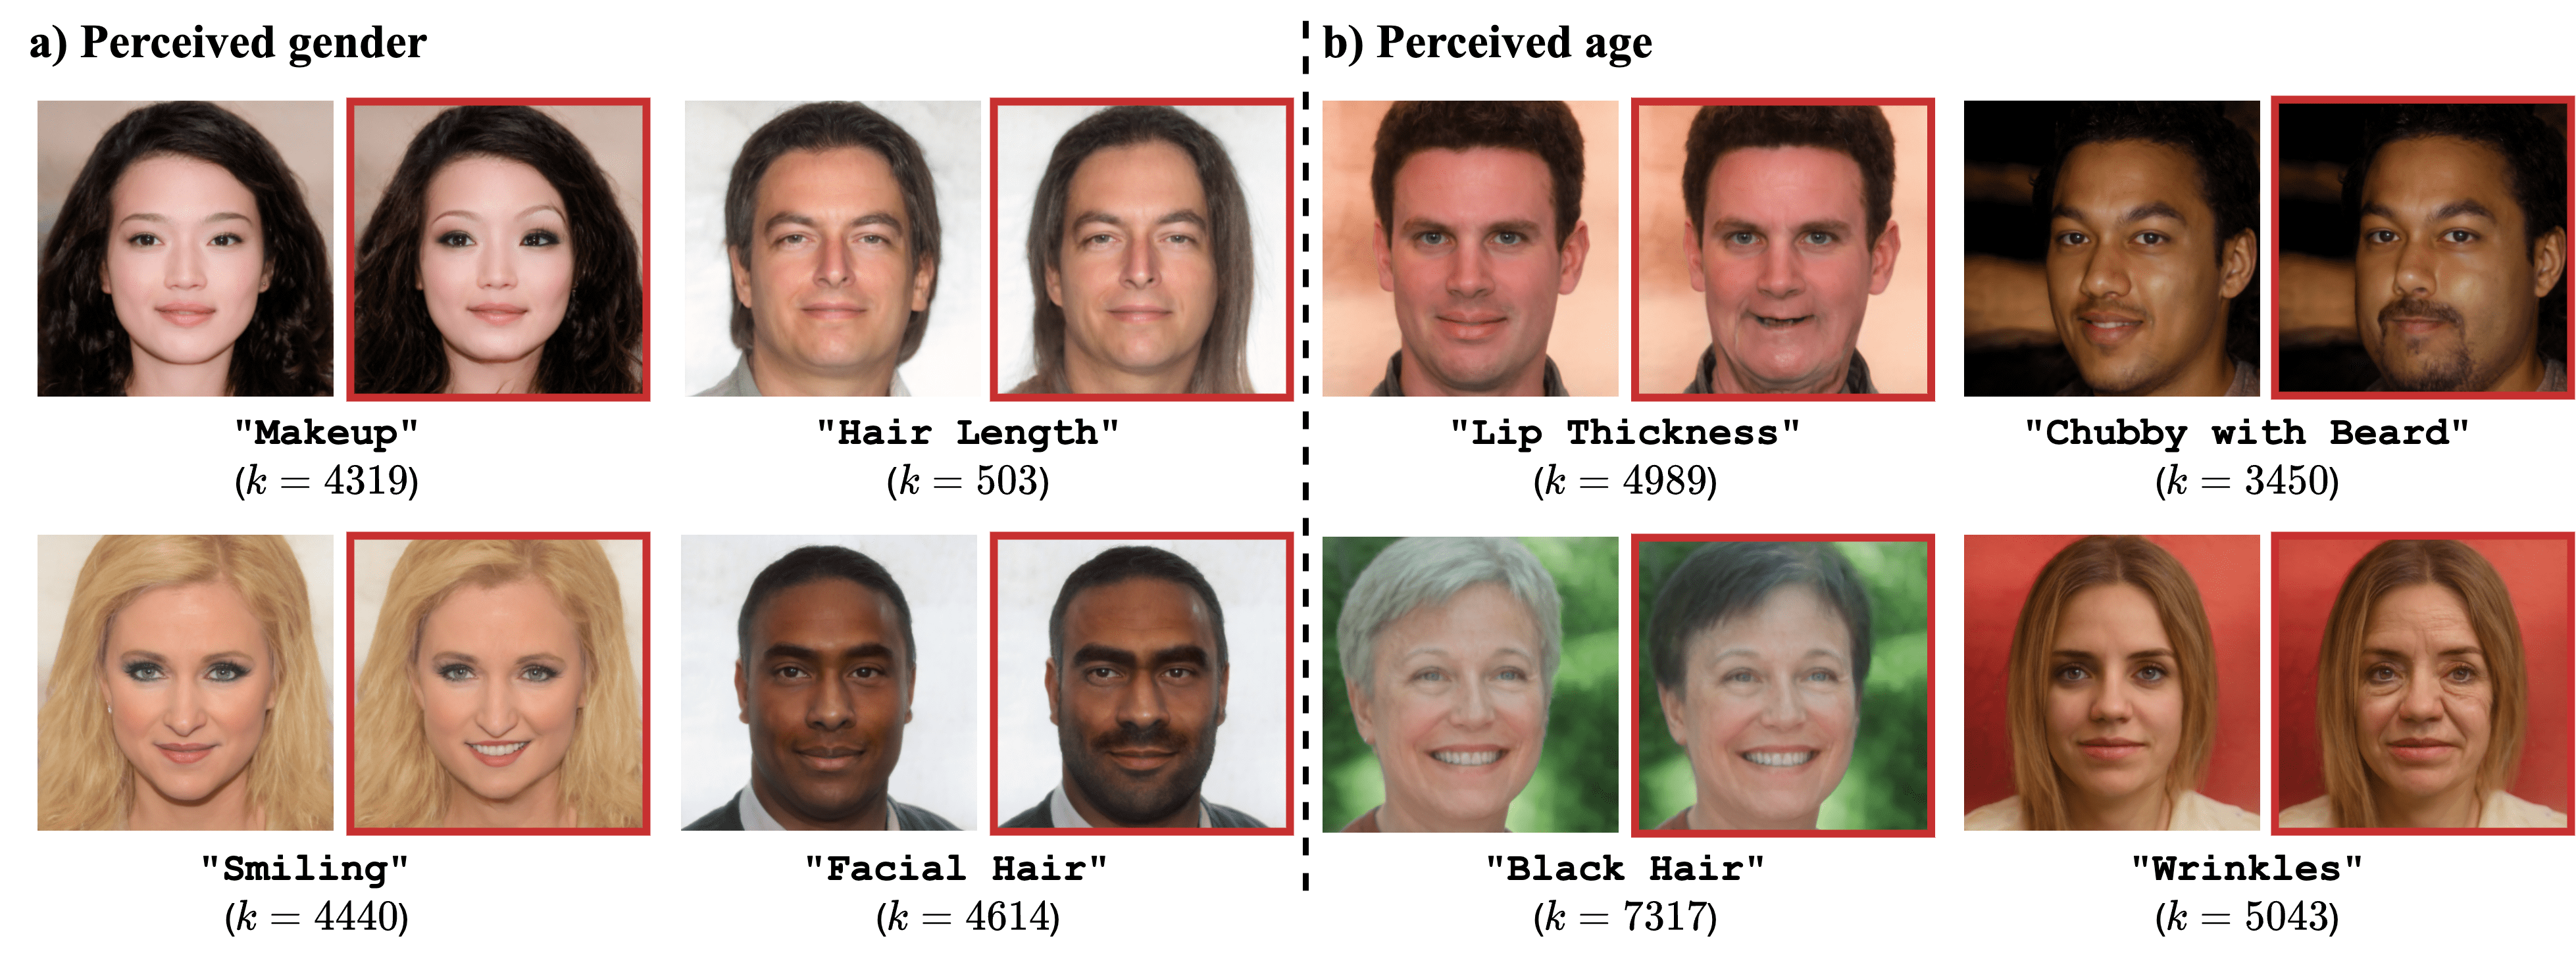 a) Perceived gender
b) Perceived age
"Makeup"
(k = 4319)
"Hair Length"
(k = 503)
"Lip Thickness"
(k = 4989)
"Chubby with Beard"
(k = 3450)
"Smiling"
(k = 4440)
"Facial Hair"
(k = 4614)
"Black Hair"
(k = 7317)
"Wrinkles"
(k = 5043)